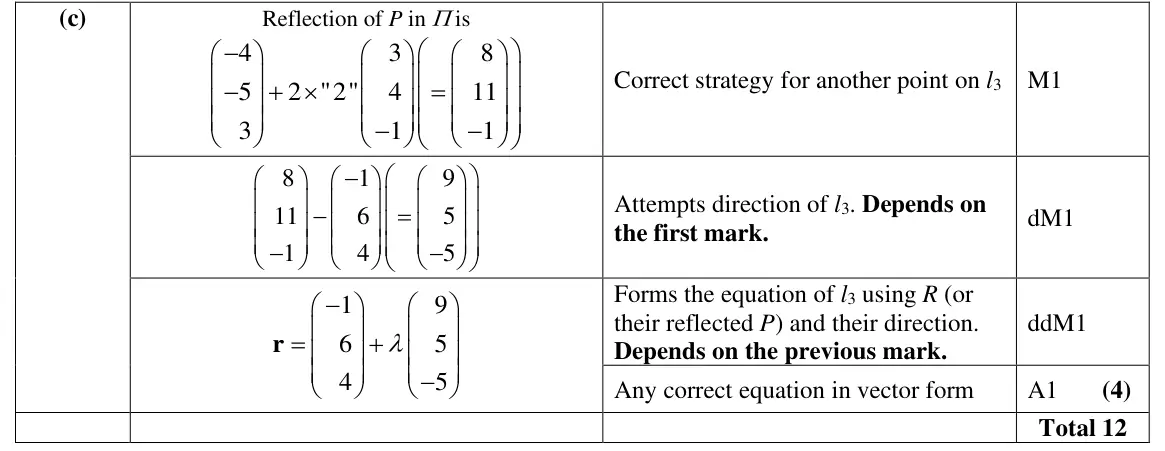 (c)
Reflection of P in Π is
(−4 −5 3) + 2 × "2" (3 4 −1) ( = (8 11 −1) )
Correct strategy for another point on l3
M1
(8 11 −1) − (−1 6 4) ( = (9 5 −5) )
Attempts direction of l3. Depends on
the first mark.
dM1
r = (−1 6 4) + λ (9 5 −5)
Forms the equation of l3 using R (or
their reflected P) and their direction.
Depends on the previous mark.
ddM1
Any correct equation in vector form
A1 (4)
Total 12